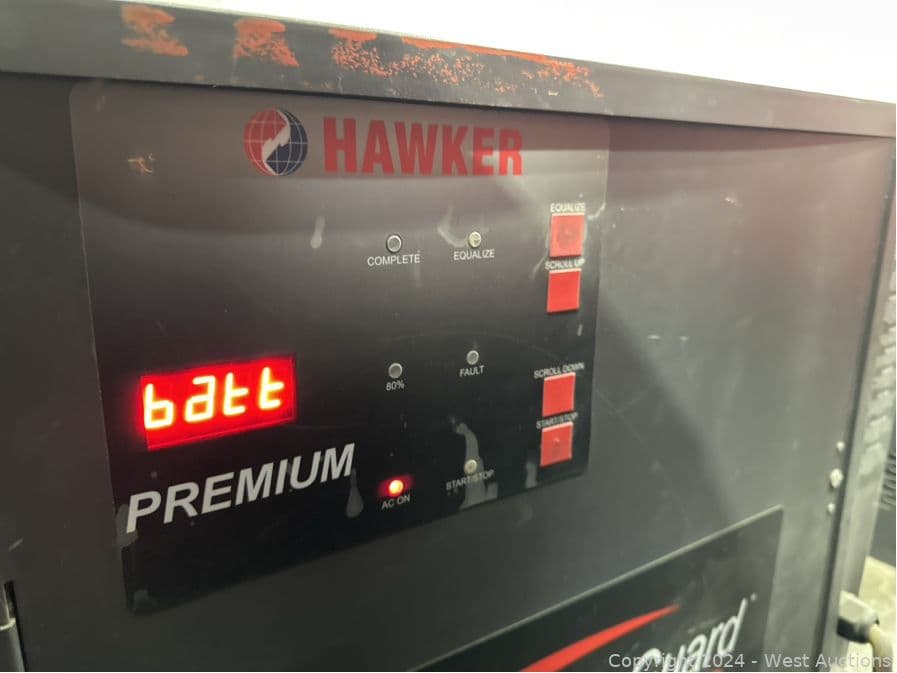 HAWKER
EQUALIZE
COMPLETE
EQUALIZE
SCROLL UP
80%
FAULT
SCROLL DOWN
START/STOP
batt
PREMIUM
AC ON
START/STOP
Guard
Copyright 2024 - West Auctions